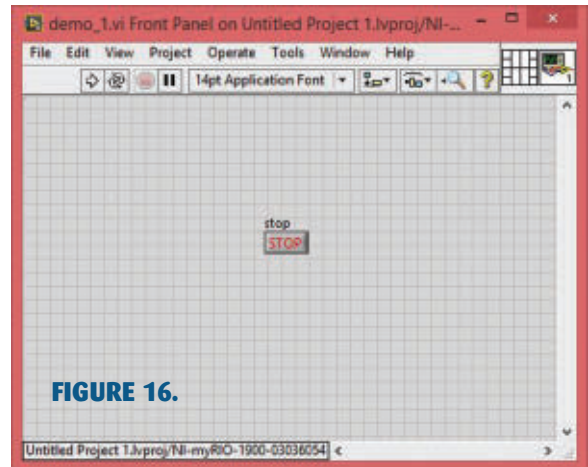 demo_1.vi Front Panel on Untitled Project 1.lvproj/NI-...
File Edit View Project Operate Tools Window Help
14pt Application Font
1
stop
STOP
FIGURE 16.
Untitled Project 1.lvproj/NI-myRIO-1900-03036054